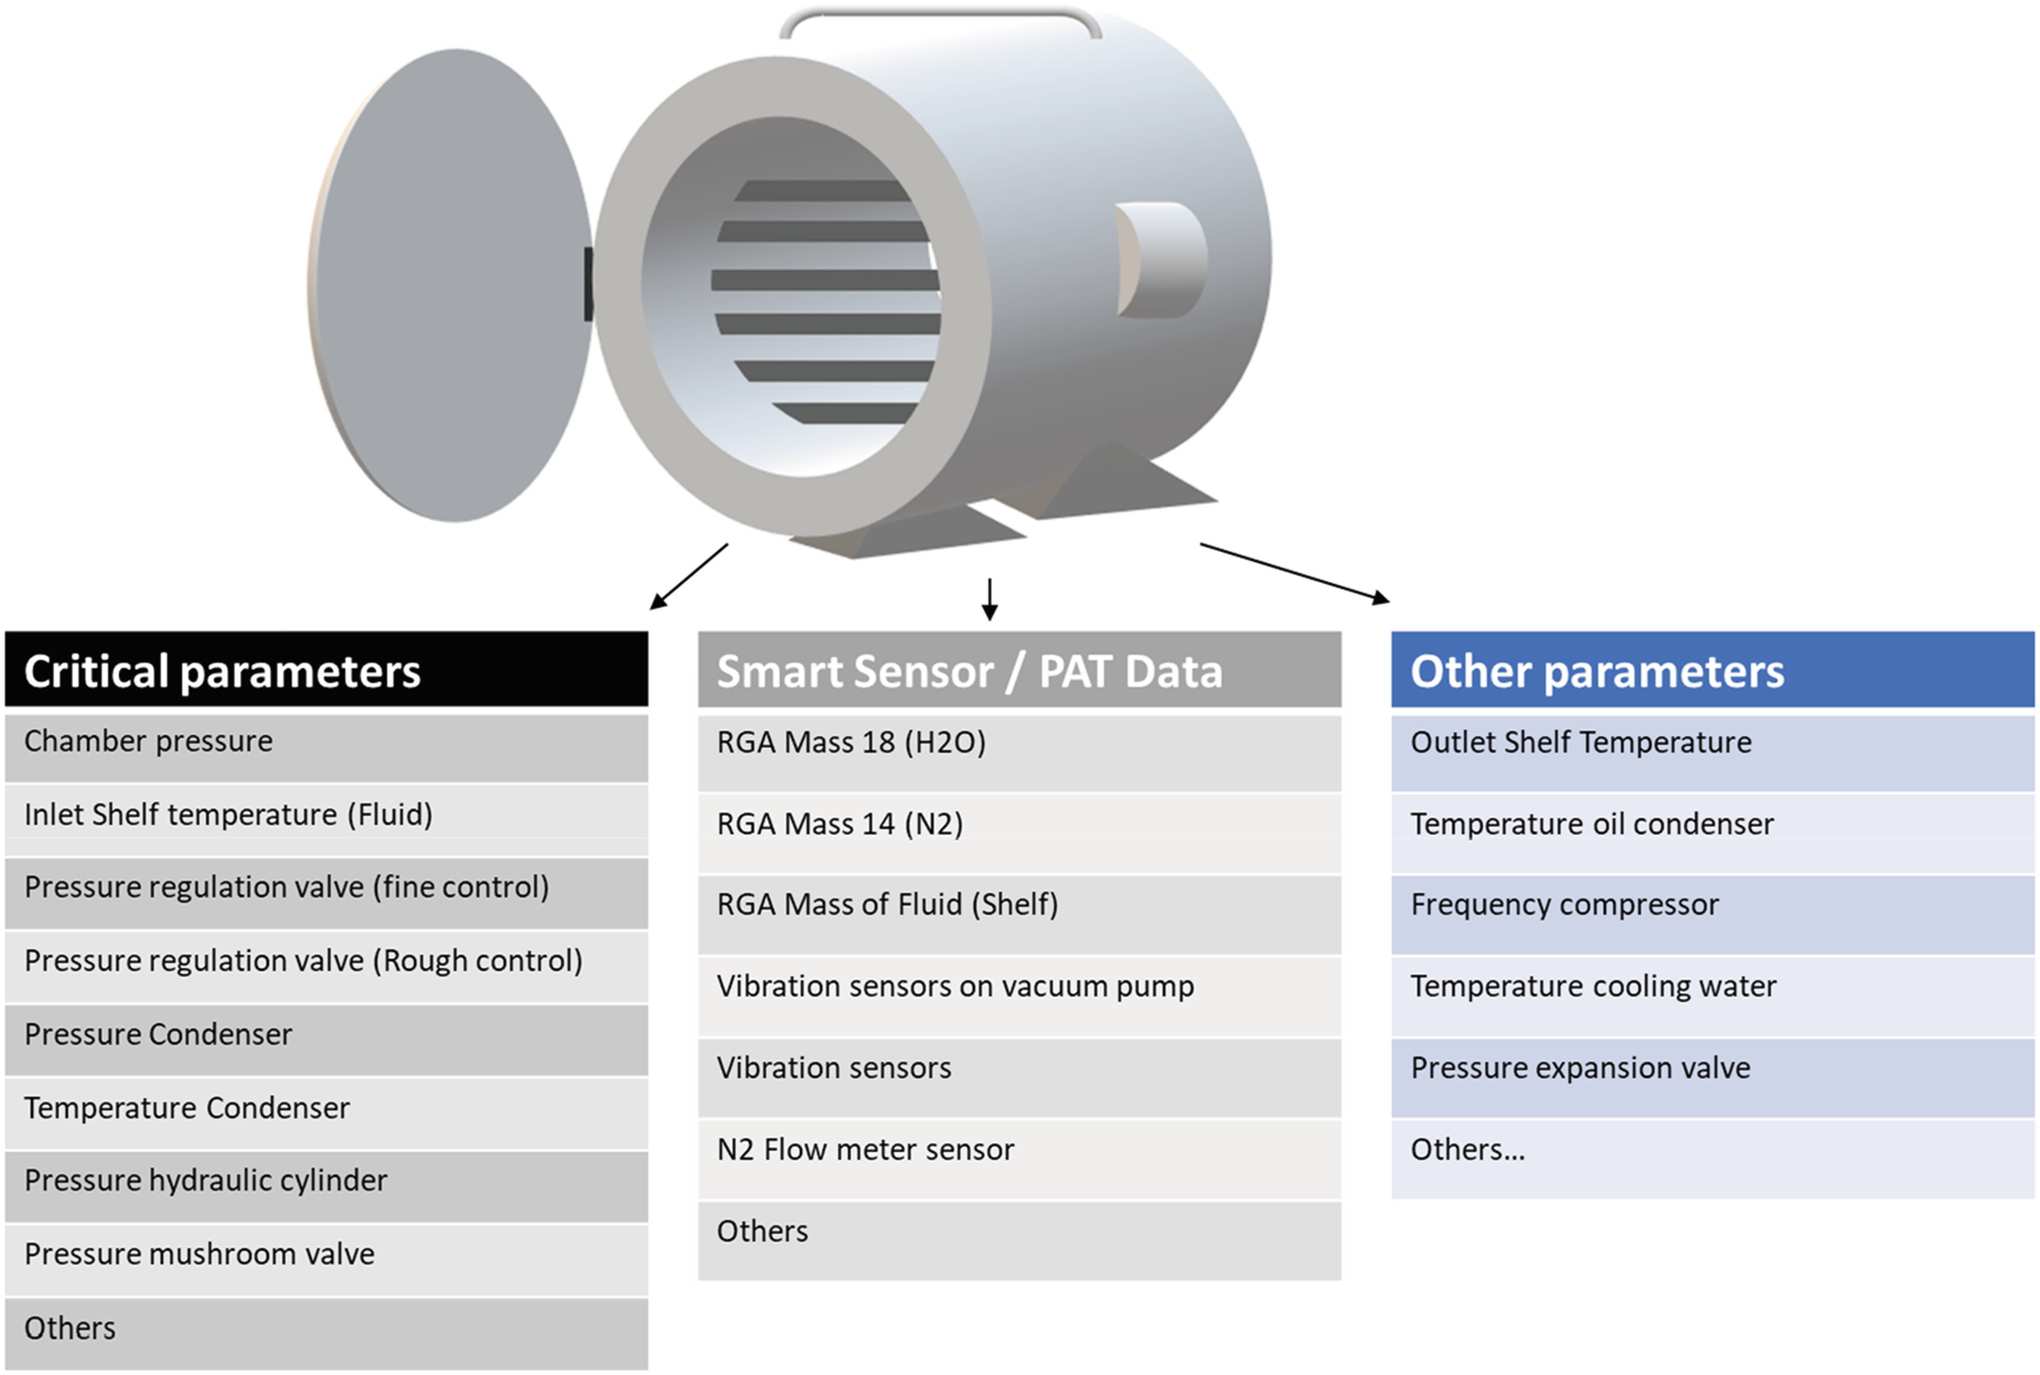 Critical parameters
Chamber pressure
Inlet Shelf temperature (Fluid)
Pressure regulation valve (fine control)
Pressure regulation valve (Rough control)
Pressure Condenser
Temperature Condenser
Pressure hydraulic cylinder
Pressure mushroom valve
Others
Smart Sensor / PAT Data
RGA Mass 18 (H2O)
RGA Mass 14 (N2)
RGA Mass of Fluid (Shelf)
Vibration sensors on vacuum pump
Vibration sensors
N2 Flow meter sensor
Others
Other parameters
Outlet Shelf Temperature
Temperature oil condenser
Frequency compressor
Temperature cooling water
Pressure expansion valve
Others...